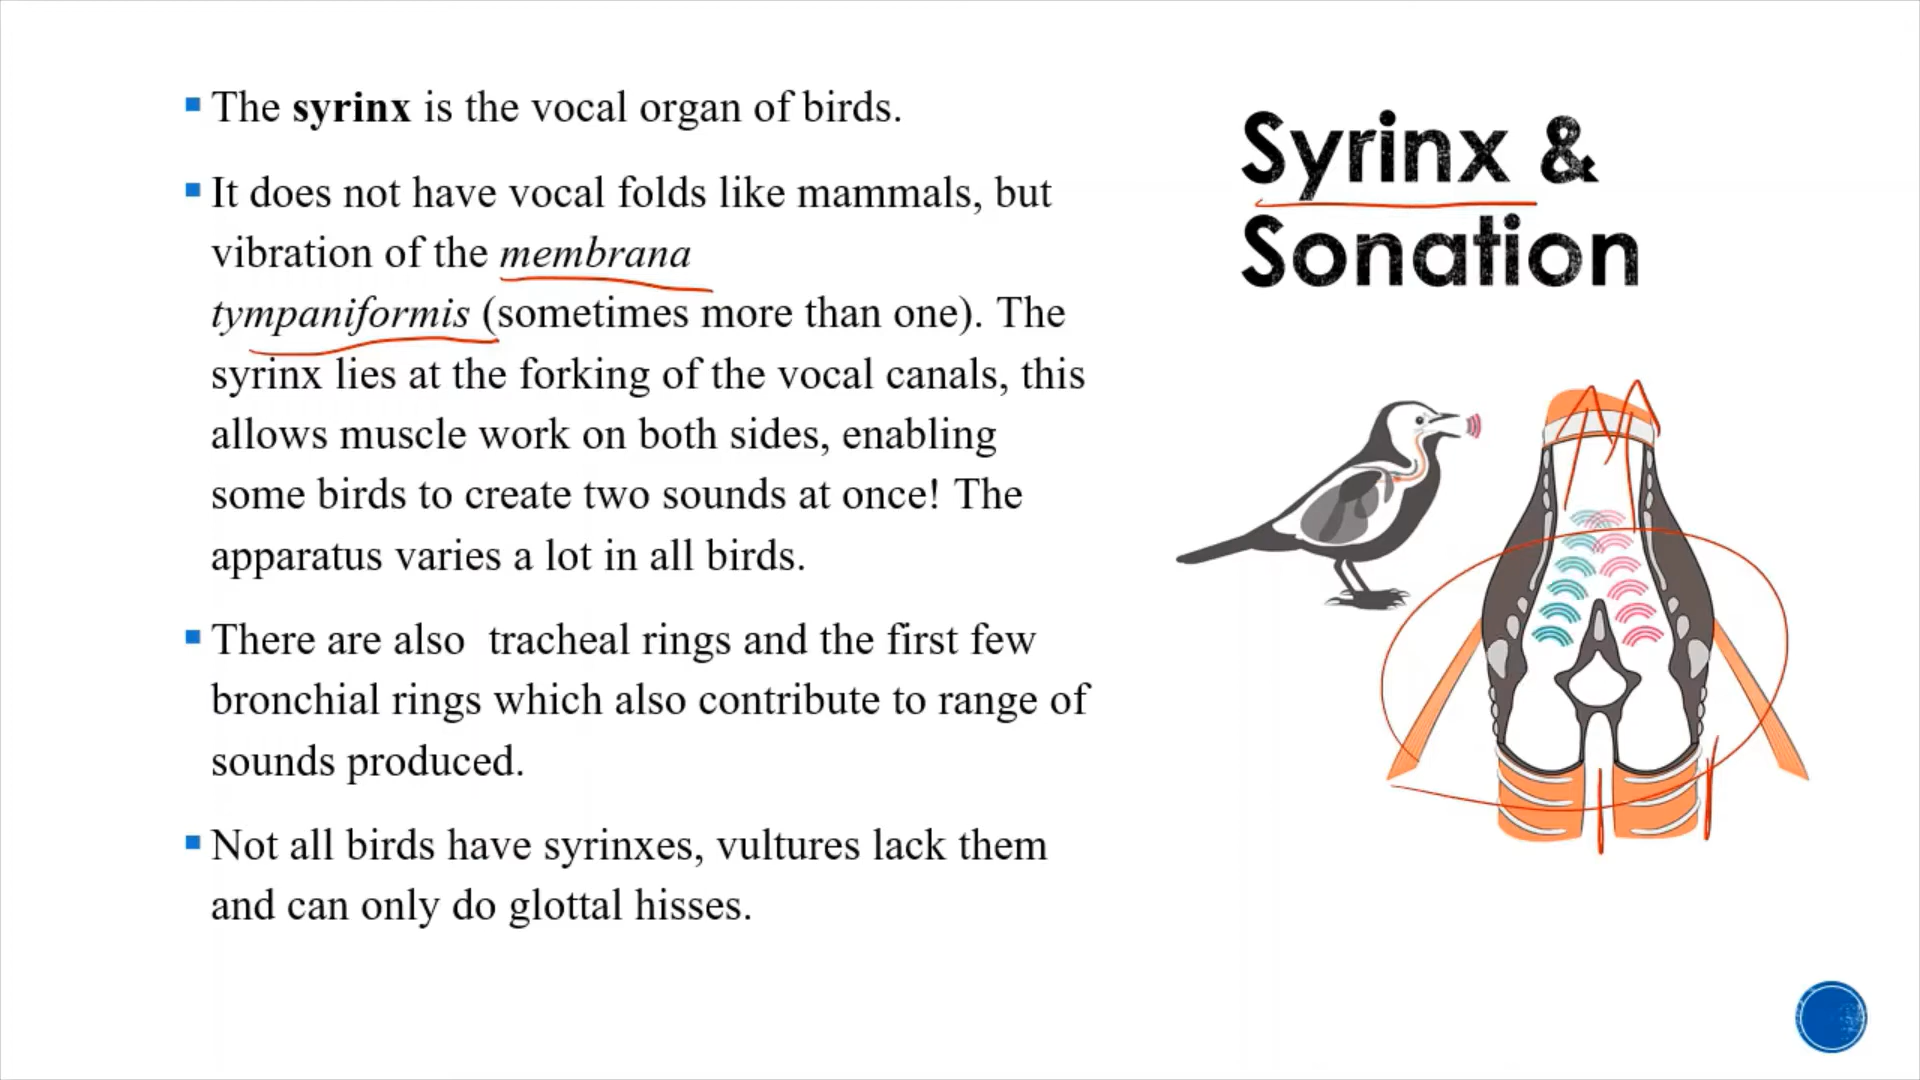 The syrinx is the vocal organ of birds.
It does not have vocal folds like mammals, but
vibration of the membrana
tympaniformis (sometimes more than one). The
syrinx lies at the forking of the vocal canals, this
allows muscle work on both sides, enabling
some birds to create two sounds at once! The
apparatus varies a lot in all birds.
There are also  tracheal rings and the first few
bronchial rings which also contribute to range of
sounds produced.
Not all birds have syrinxes, vultures lack them
and can only do glottal hisses.
Syrinx &
Sonation